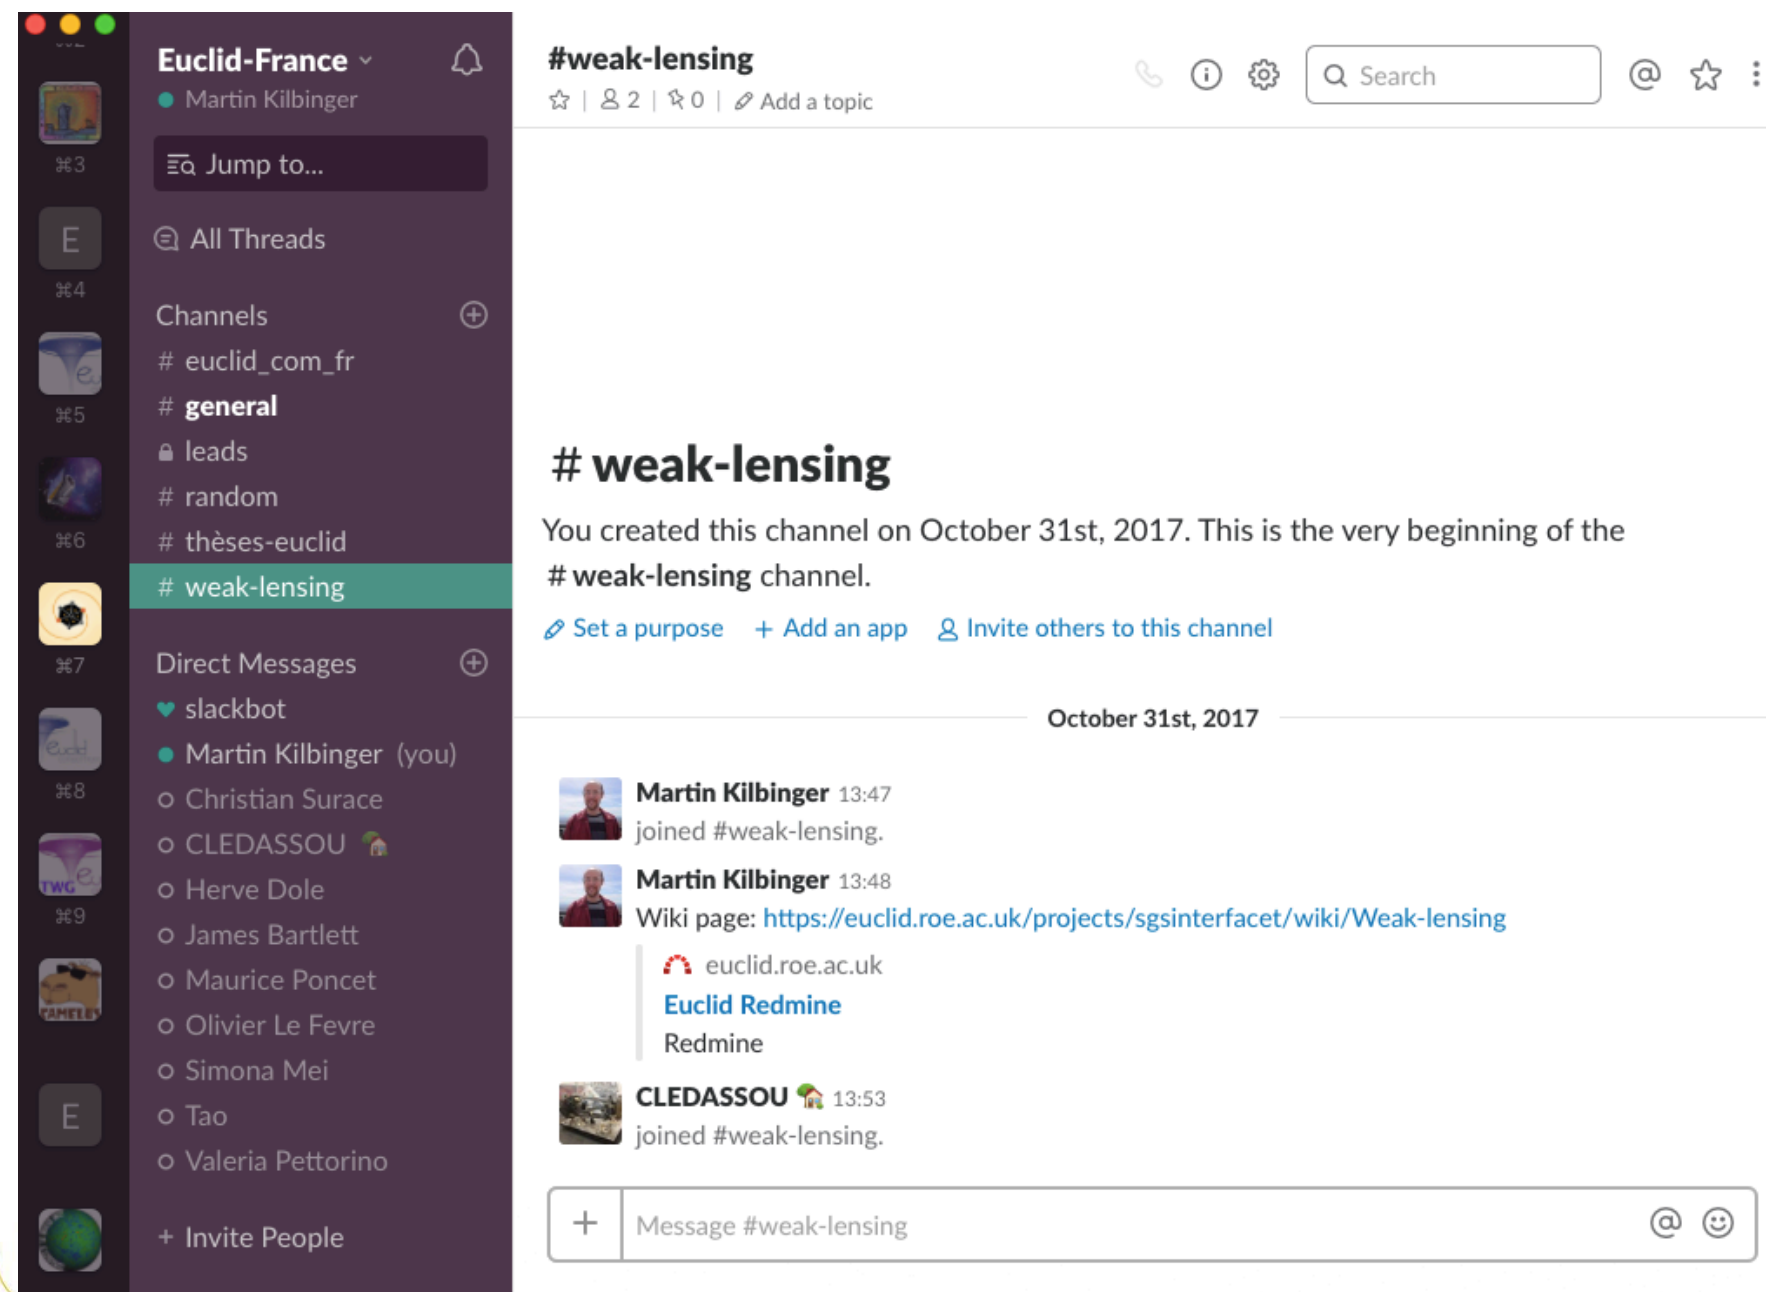 ⌘3
E
⌘4
⌘5
⌘6
⌘7
euclid
⌘8
TWG
⌘9
CAMELES
E
Euclid-France
Martin Kilbinger
Jump to...
All Threads
Channels
# euclid_com_fr
# general
leads
# random
# thèses-euclid
# weak-lensing
Direct Messages
slackbot
Martin Kilbinger (you)
Christian Surace
CLEDASSOU
Herve Dole
James Bartlett
Maurice Poncet
Olivier Le Fevre
Simona Mei
Tao
Valeria Pettorino
+ Invite People
#weak-lensing
| 2 | 0 | Add a topic
Search
@
# weak-lensing
You created this channel on October 31st, 2017. This is the very beginning of the
# weak-lensing channel.
Set a purpose + Add an app Invite others to this channel
October 31st, 2017
Martin Kilbinger 13:47
joined #weak-lensing.
Martin Kilbinger 13:48
Wiki page: https://euclid.roe.ac.uk/projects/sgsinterfacet/wiki/Weak-lensing
euclid.roe.ac.uk
Euclid Redmine
Redmine
CLEDASSOU 13:53
joined #weak-lensing.
+ Message #weak-lensing @